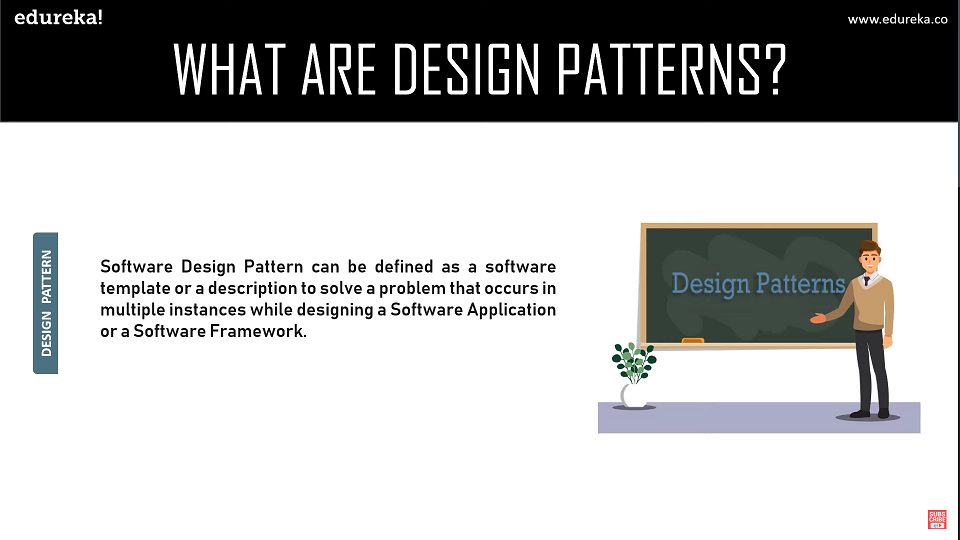 edureka!
www.edureka.co
WHAT ARE DESIGN PATTERNS?
DESIGN PATTERN
Software Design Pattern can be defined as a software
template or a description to solve a problem that occurs in
multiple instances while designing a Software Application
or a Software Framework.
Design Patterns
SUBS
CRIBE